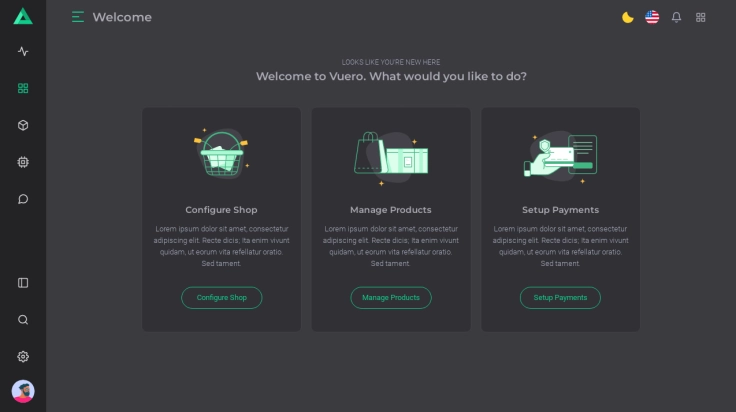 Welcome
LOOKS LIKE YOU'RE NEW HERE
Welcome to Vuero. What would you like to do?
Configure Shop
Lorem ipsum dolor sit amet, consectetur
adipiscing elit. Recte dicis; Ita enim vivunt
quidam, ut eorum vita refellatur oratio.
Sed tament.
Configure Shop
Manage Products
Lorem ipsum dolor sit amet, consectetur
adipiscing elit. Recte dicis; Ita enim vivunt
quidam, ut eorum vita refellatur oratio.
Sed tament.
Manage Products
Setup Payments
Lorem ipsum dolor sit amet, consectetur
adipiscing elit. Recte dicis; Ita enim vivunt
quidam, ut eorum vita refellatur oratio.
Sed tament.
Setup Payments